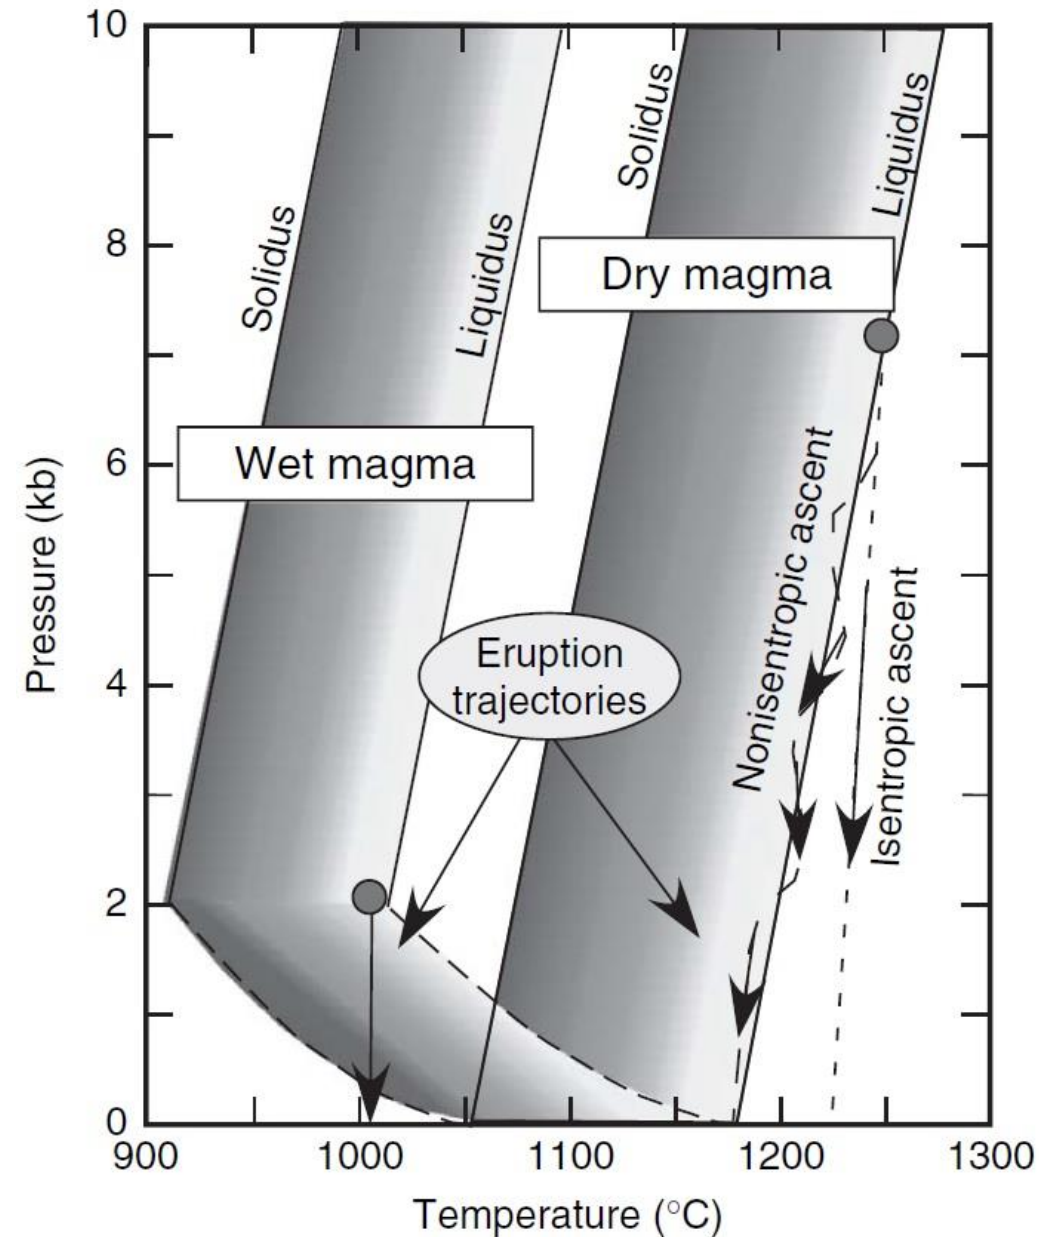 10
8
6
4
2
0
Pressure (kb)
Solidus
Liquidus
Solidus
Liquidus
Dry magma
Wet magma
Eruption
trajectories
Nonisentropic ascent
Isentropic ascent
900
1000
1100
1200
1300
Temperature (°C)